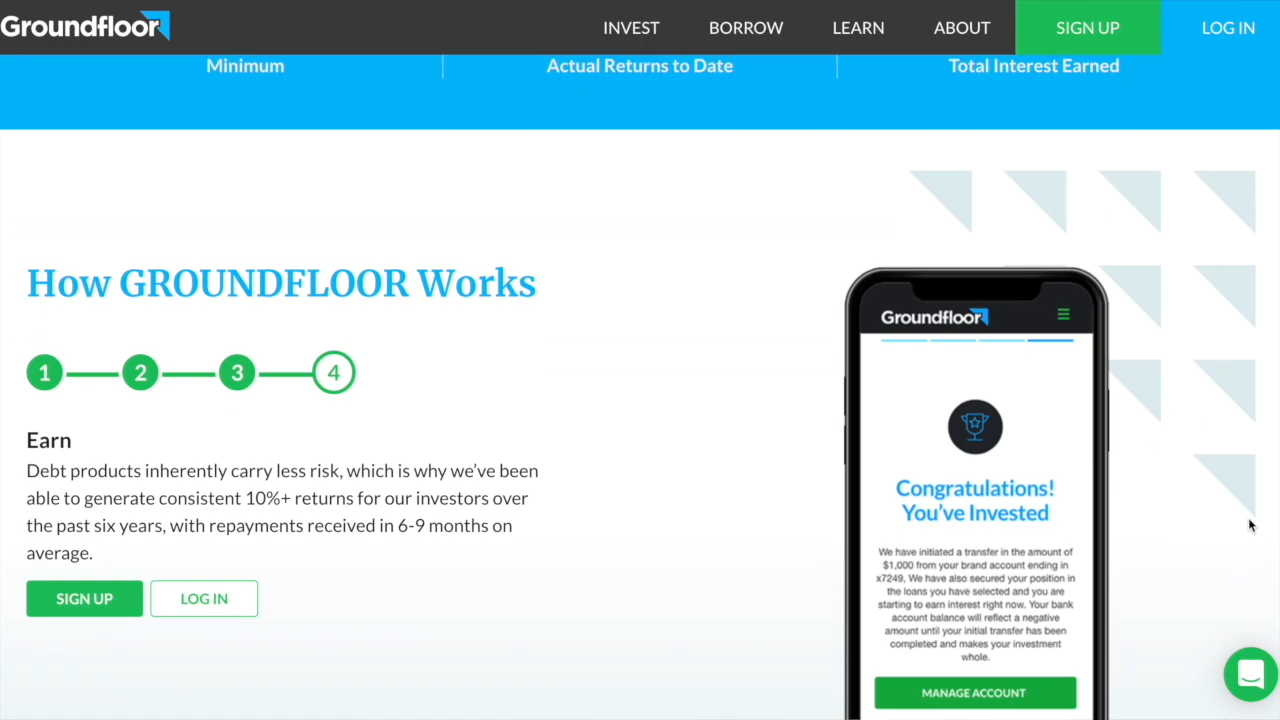 Groundfloor
INVEST
BORROW
LEARN
ABOUT
SIGN UP
LOG IN
Minimum
Actual Returns to Date
Total Interest Earned
How GROUNDFLOOR Works
1
2
3
4
Earn
Debt products inherently carry less risk, which is why we've been
able to generate consistent 10%+ returns for our investors over
the past six years, with repayments received in 6-9 months on
average.
SIGN UP
LOG IN
Groundfloor
Congratulations!
You've Invested
We have initiated a transfer in the amount of
$1,000 from your brand account ending in
x7249, We have also secured your position in
the loans you have selected and you are
starting to earn interest right now. Your bank
account balance will reflect a negative
amount until your initial transfer has been
completed and makes your investment
whole.
MANAGE ACCOUNT